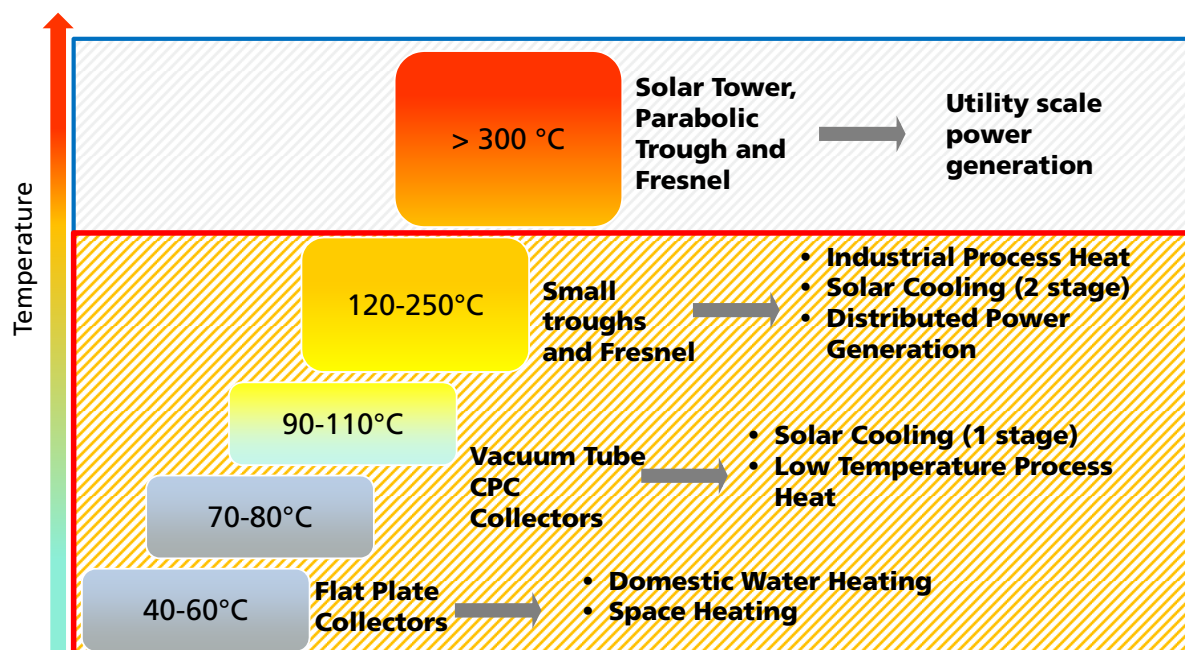 Temperature
> 300 °C
Solar Tower,
Parabolic
Trough and
Fresnel
Utility scale
power
generation
120-250°C
Small
troughs
and Fresnel
• Industrial Process Heat
• Solar Cooling (2 stage)
• Distributed Power
Generation
90-110°C
Vacuum Tube
CPC
Collectors
• Solar Cooling (1 stage)
• Low Temperature Process
Heat
70-80°C
40-60°C
Flat Plate
Collectors
• Domestic Water Heating
• Space Heating